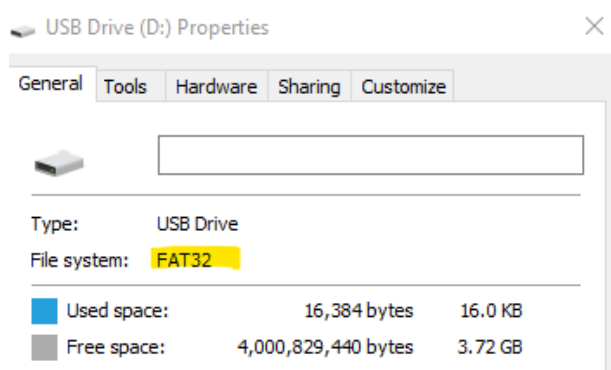 USB Drive (D:) Properties
General Tools Hardware Sharing Customize
Type: USB Drive
File system: FAT32
Used space: 16,384 bytes 16.0 KB
Free space: 4,000,829,440 bytes 3.72 GB